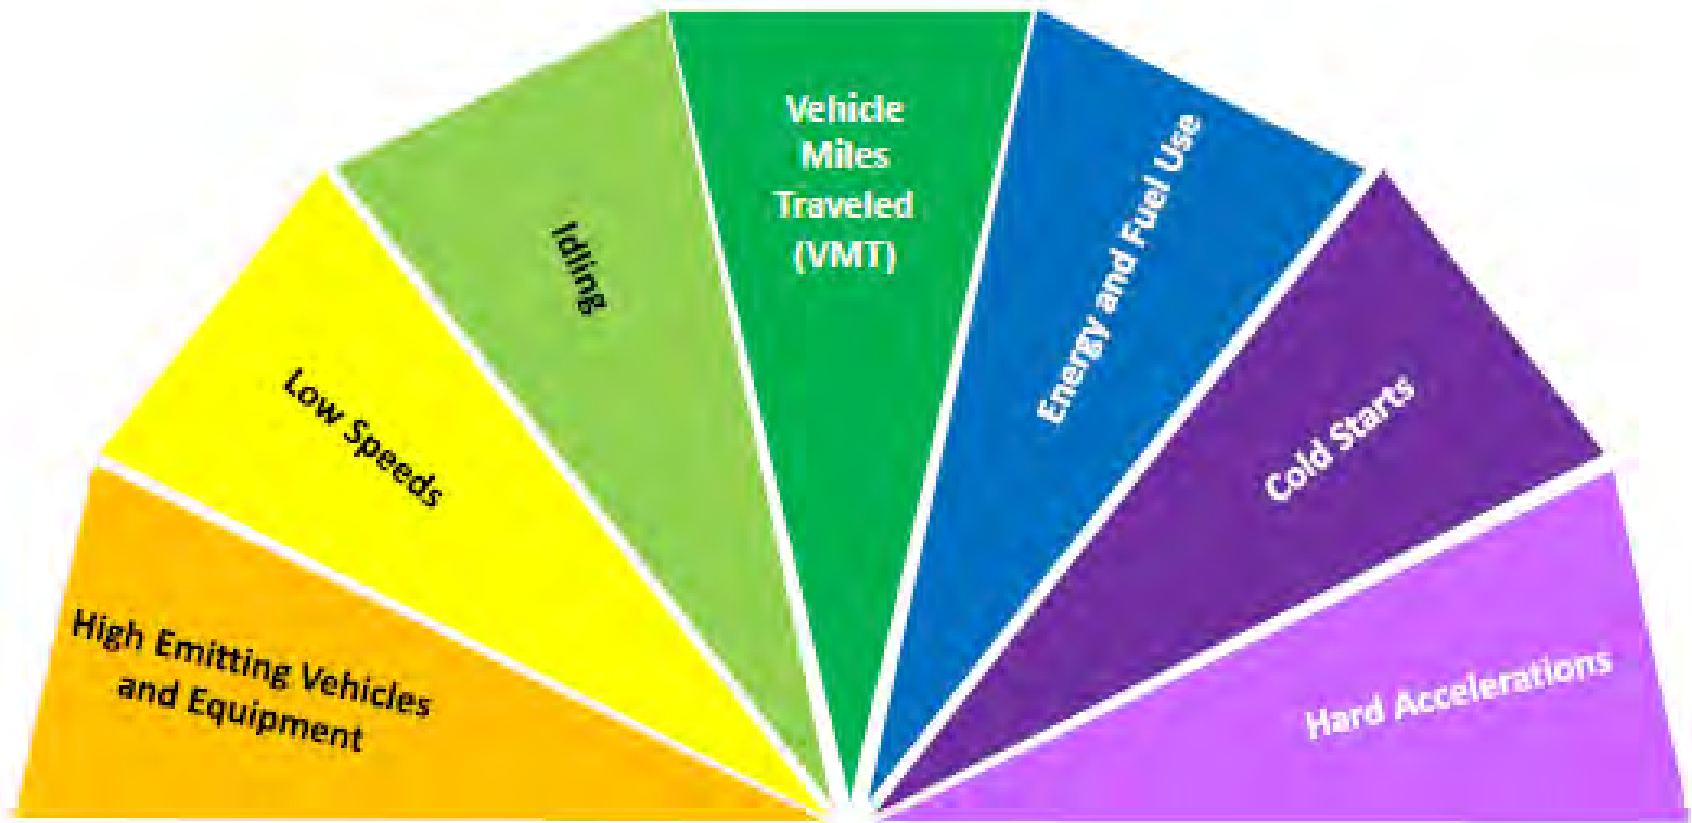 High Emitting Vehicles
and Equipment
Low Speeds
Idling
Vehicle
Miles
Traveled
(VMT)
Energy and Fuel Use
Cold Starts
Hard Accelerations